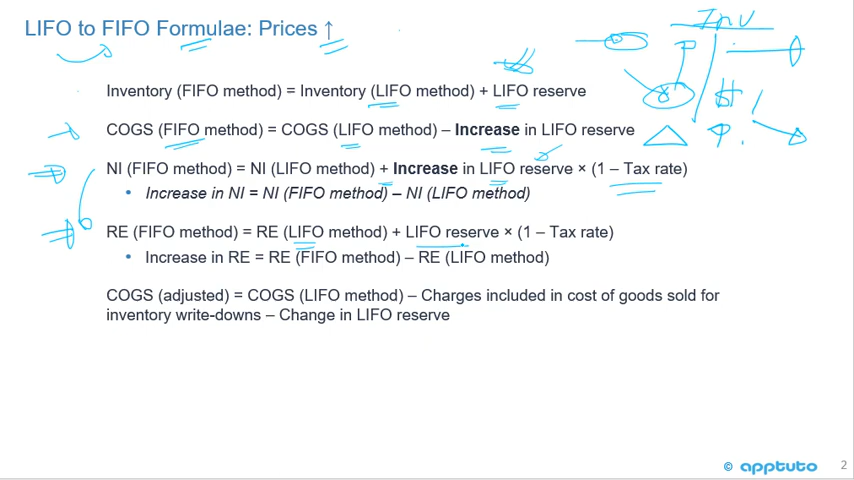 LIFO to FIFO Formulae: Prices ↑
Inv
Inventory (FIFO method) = Inventory (LIFO method) + LIFO reserve
COGS (FIFO method) = COGS (LIFO method) – Increase in LIFO reserve
NI (FIFO method) = NI (LIFO method) + Increase in LIFO reserve × (1 – Tax rate)
• Increase in NI = NI (FIFO method) – NI (LIFO method)
RE (FIFO method) = RE (LIFO method) + LIFO reserve × (1 – Tax rate)
• Increase in RE = RE (FIFO method) – RE (LIFO method)
COGS (adjusted) = COGS (LIFO method) – Charges included in cost of goods sold for
inventory write-downs – Change in LIFO reserve
© apptuto 2